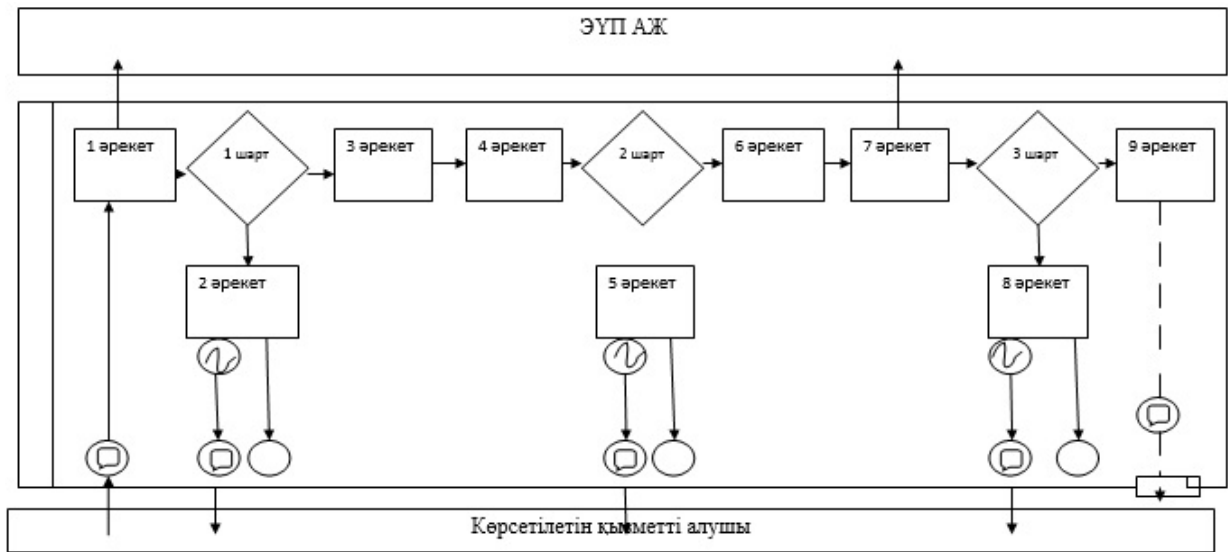 ЭҮП АЖ
1 әрекет
1 шарт
3 әрекет
4 әрекет
2 шарт
6 әрекет
7 әрекет
3 шарт
9 әрекет
2 әрекет
5 әрекет
8 әрекет
Көрсетілетін қызметті алушы